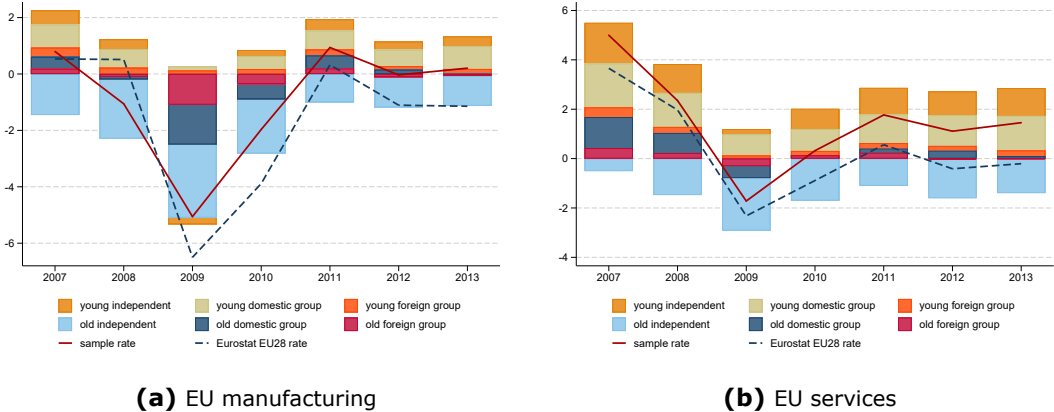 2
0
-2
-4
-6
2007 2008 2009 2010 2011 2012 2013
young independent young domestic group young foreign group
old independent old domestic group old foreign group
sample rate Eurostat EU28 rate
(a) EU manufacturing
6
4
2
0
-2
-4
2007 2008 2009 2010 2011 2012 2013
young independent young domestic group young foreign group
old independent old domestic group old foreign group
sample rate Eurostat EU28 rate
(b) EU services